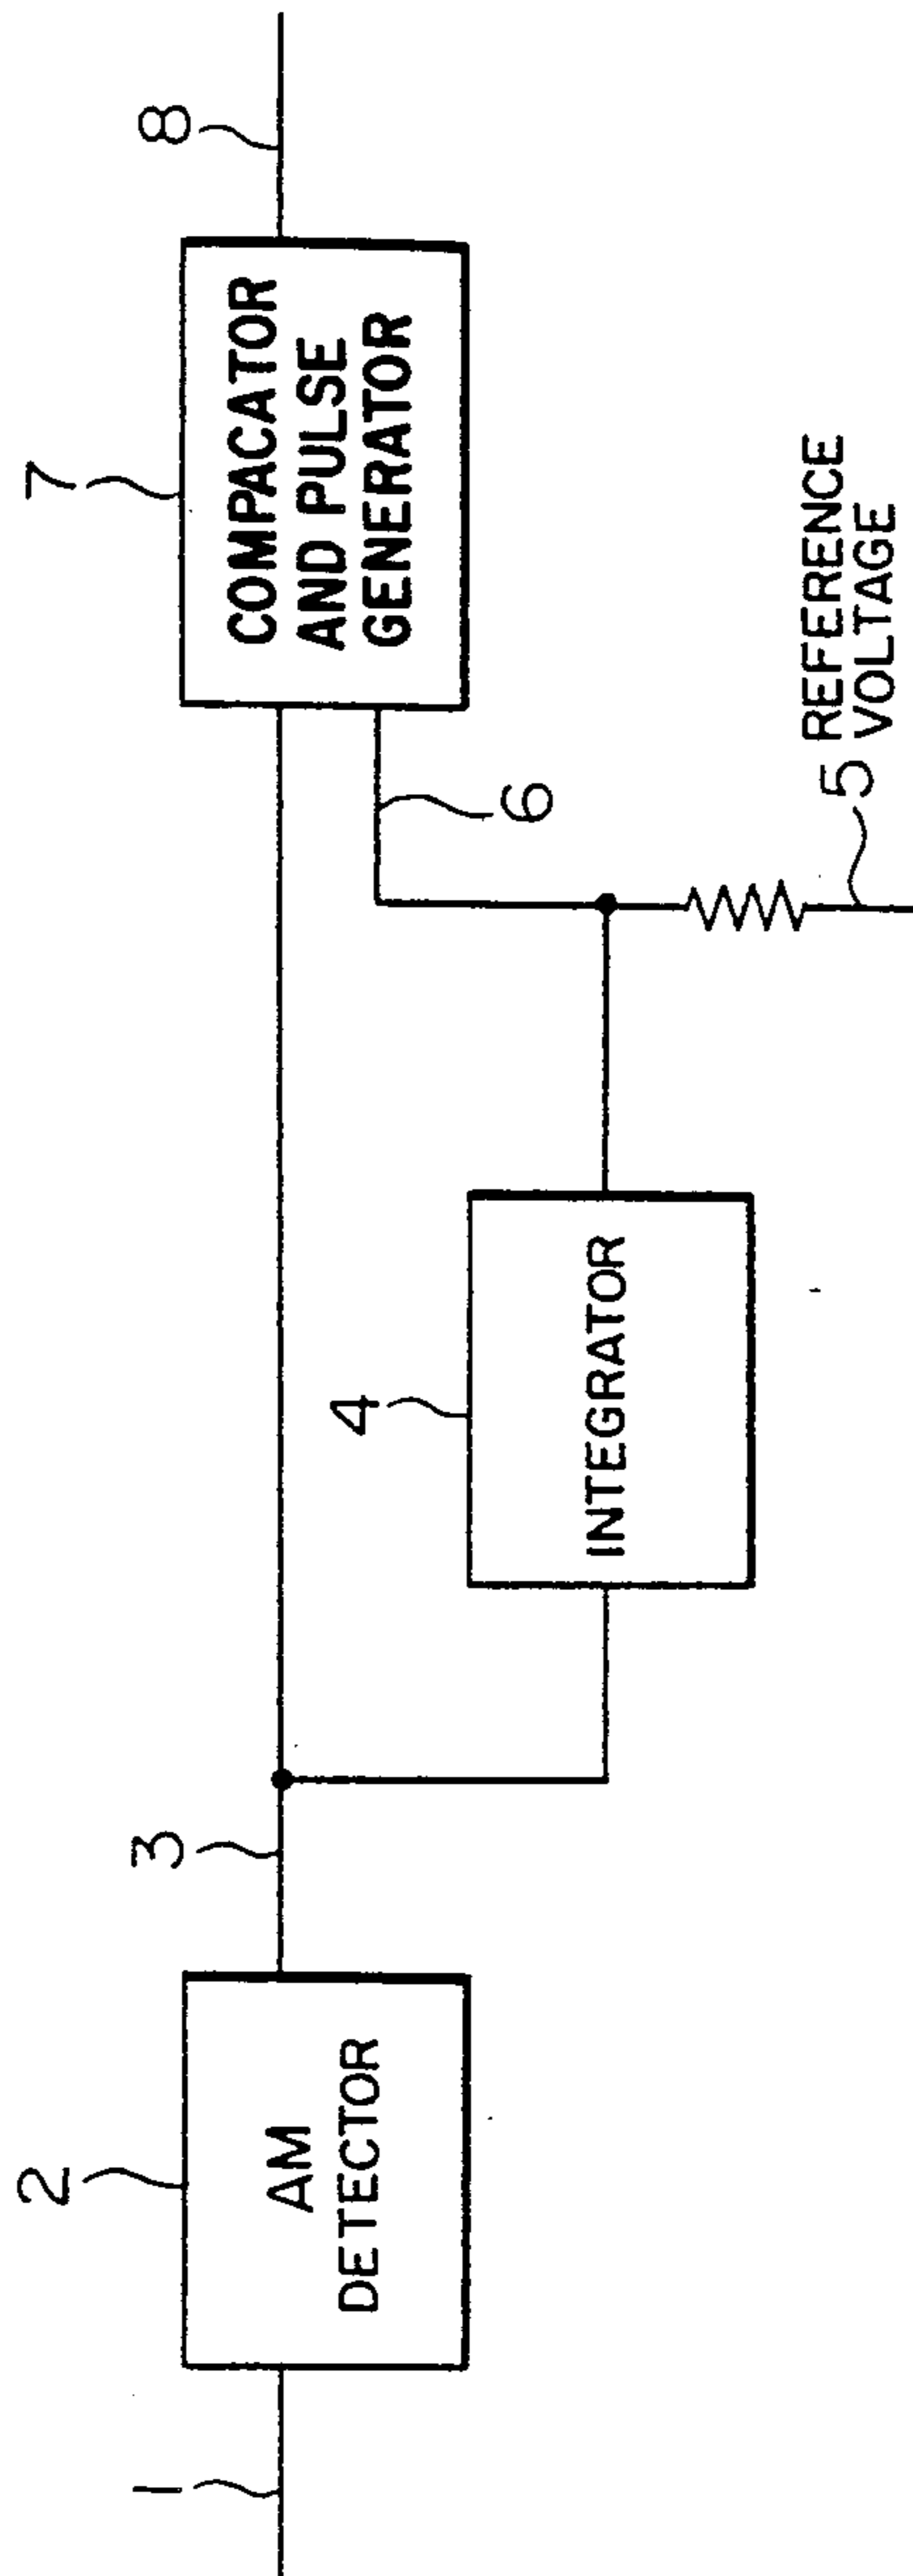 1
2
AM
DETECTOR
3
4
INTEGRATOR
5 REFERENCE
VOLTAGE
6
7
COMPACATOR
AND PULSE
GENERATOR
8